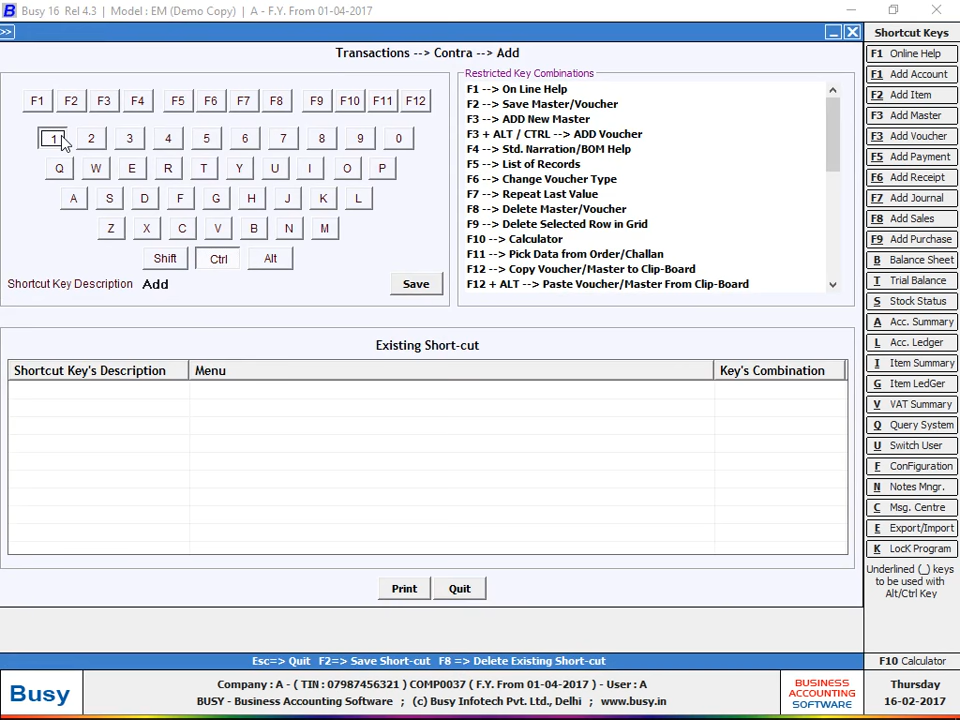 Busy 16 Rel 4.3 | Model : EM (Demo Copy) | A - F.Y. From 01-04-2017
>>
Transactions --> Contra --> Add
F1 F2 F3 F4 F5 F6 F7 F8 F9 F10 F11 F12
1 2 3 4 5 6 7 8 9 0
Q W E R T Y U I O P
A S D F G H J K L
Z X C V B N M
Shift Ctrl Alt
Shortcut Key Description Add Save
Restricted Key Combinations
F1 --> On Line Help
F2 --> Save Master/Voucher
F3 --> ADD New Master
F3 + ALT / CTRL --> ADD Voucher
F4 --> Std. Narration/BOM Help
F5 --> List of Records
F6 --> Change Voucher Type
F7 --> Repeat Last Value
F8 --> Delete Master/Voucher
F9 --> Delete Selected Row in Grid
F10 --> Calculator
F11 --> Pick Data from Order/Challan
F12 --> Copy Voucher/Master to Clip-Board
F12 + ALT --> Paste Voucher/Master From Clip-Board
Existing Short-cut
Shortcut Key's Description Menu Key's Combination
Print Quit
Shortcut Keys
F1 Online Help
F1 Add Account
F2 Add Item
F3 Add Master
F3 Add Voucher
F5 Add Payment
F6 Add Receipt
F7 Add Journal
F8 Add Sales
F9 Add Purchase
B Balance Sheet
T Trial Balance
S Stock Status
A Acc. Summary
L Acc. Ledger
I Item Summary
G Item LedGer
V VAT Summary
Q Query System
U Switch User
F ConFiguration
N Notes Mngr.
C Msg. Centre
E Export/Import
K LocK Program
Underlined (_) keys
to be used with
Alt/Ctrl Key
Esc=> Quit F2=> Save Short-cut F8 => Delete Existing Short-cut
F10 Calculator
Busy
Company : A - ( TIN : 07987456321 ) COMP0037 ( F.Y. From 01-04-2017 ) - User : A
BUSY - Business Accounting Software ; (c) Busy Infotech Pvt. Ltd., Delhi ; www.busy.in
BUSINESS
ACCOUNTING
SOFTWARE
Thursday
16-02-2017